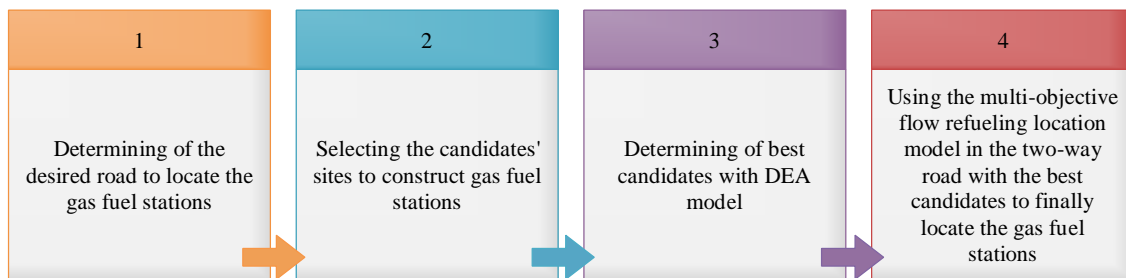 1
Determining of the
desired road to locate the
gas fuel stations
2
Selecting the candidates'
sites to construct gas fuel
stations
3
Determining of best
candidates with DEA
model
4
Using the multi-objective
flow refueling location
model in the two-way
road with the best
candidates to finally
locate the gas fuel
stations